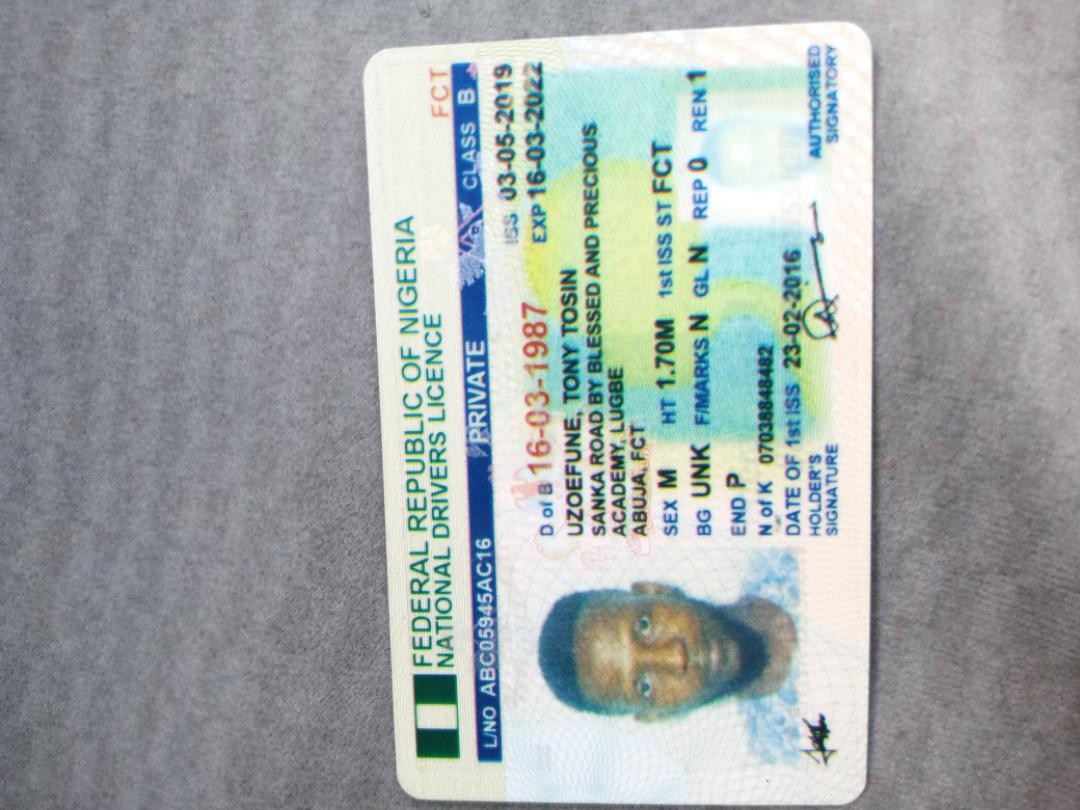 FEDERAL REPUBLIC OF NIGERIA
NATIONAL DRIVERS LICENCE
FCT
L/NO ABC05945AC16 PRIVATE CLASS B
ISS 03-05-2019
D of B 16-03-1987 EXP 16-03-2022
UZOEFUNE, TONY TOSIN
SANKA ROAD BY BLESSED AND PRECIOUS
ACADEMY, LUGBE
ABUJA, FCT
SEX M HT 1.70M 1st ISS ST FCT
BG UNK F/MARKS N GL N REP 0 REN 1
END P
N of K 07038848482
DATE OF 1st ISS 23-02-2016
HOLDER'S
SIGNATURE
AUTHORISED
SIGNATORY